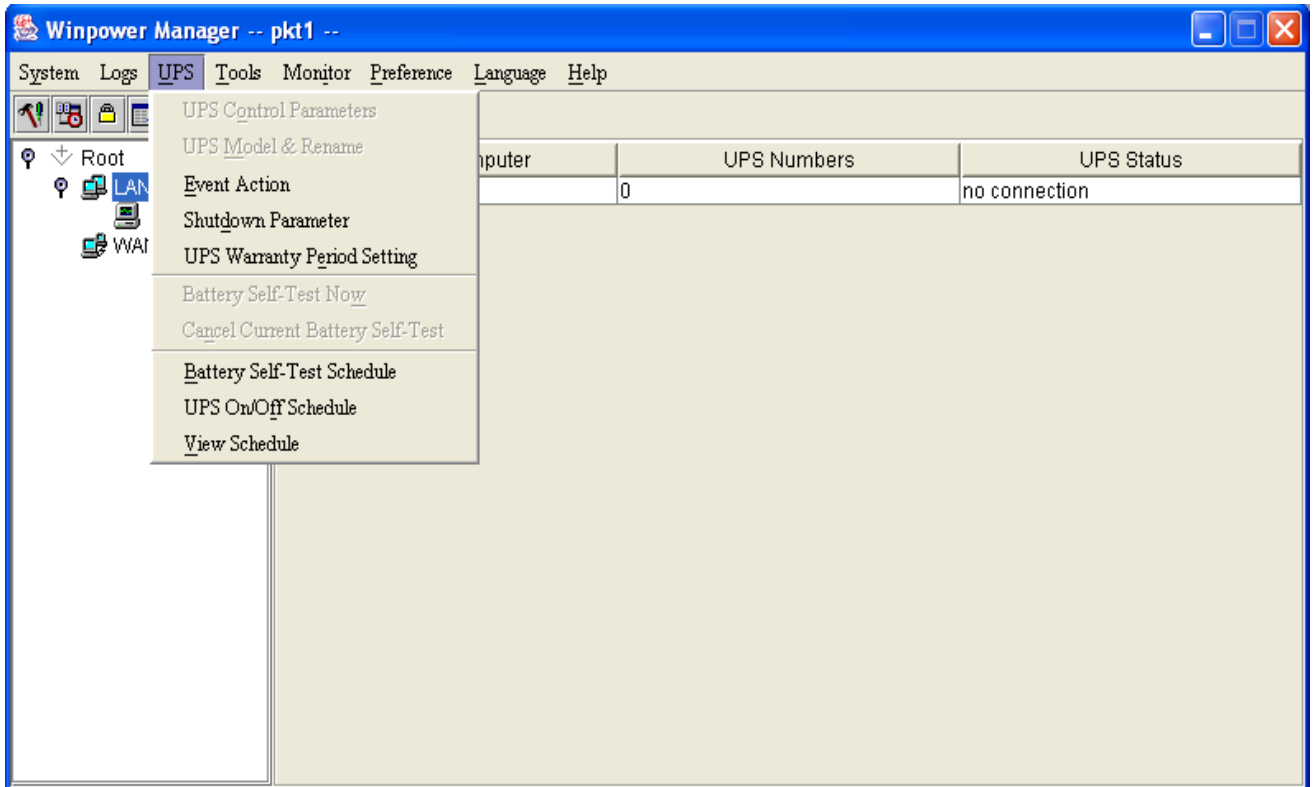 Winpower Manager -- pkt1 --
System Logs UPS Tools Monitor Preference Language Help
UPS Control Parameters
UPS Model & Rename
Event Action
Shutdown Parameter
UPS Warranty Period Setting
Battery Self-Test Now
Cancel Current Battery Self-Test
Battery Self-Test Schedule
UPS On/Off Schedule
View Schedule
Root
LAN
WAN
nputer UPS Numbers UPS Status
0 no connection